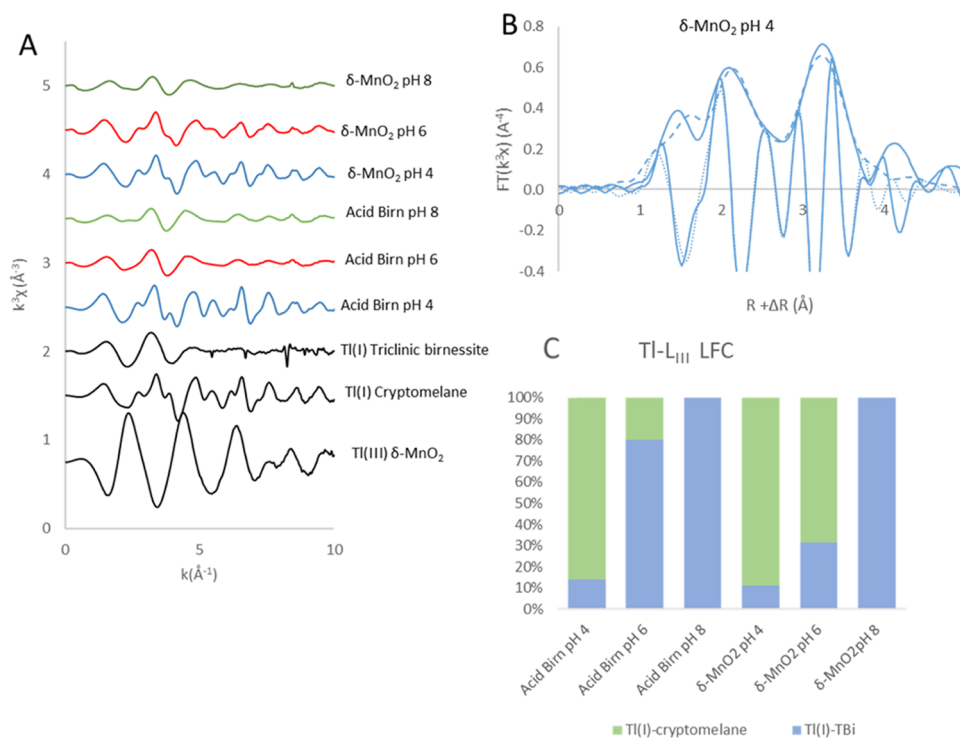 A
k³χ(Å⁻³)
5
4
3
2
1
0
0
5
10
k(Å⁻¹)
δ-MnO₂ pH 8
δ-MnO₂ pH 6
δ-MnO₂ pH 4
Acid Birn pH 8
Acid Birn pH 6
Acid Birn pH 4
Tl(I) Triclinic birnessite
Tl(I) Cryptomelane
Tl(III) δ-MnO₂
B
δ-MnO₂ pH 4
FT(k³x) (A⁻⁴)
0.8
0.6
0.4
0.2
0.0
-0.2
-0.4
0
1
2
3
4
R +ΔR (Å)
C
Tl-L_III LFC
100%
90%
80%
70%
60%
50%
40%
30%
20%
10%
0%
Acid Birn pH 4
Acid Birn pH 6
Acid Birn pH 8
δ-MnO2 pH 4
δ-MnO2 pH 6
δ-MnO2pH 8
Tl(I)-cryptomelane
Tl(I)-TBi